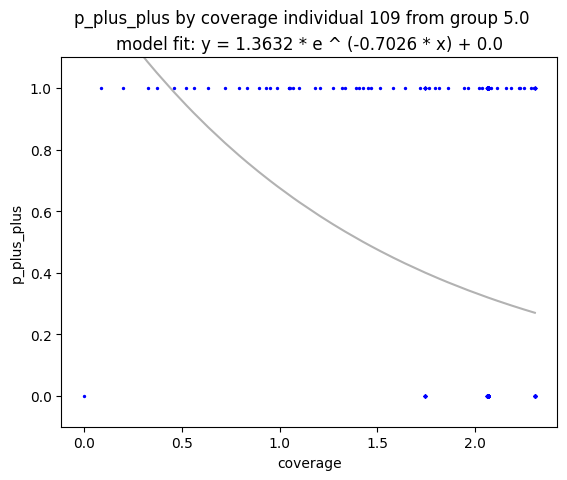 p_plus_plus by coverage individual 109 from group 5.0
model fit: y = 1.3632 * e ^ (-0.7026 * x) + 0.0
1.0
0.8
0.6
0.4
0.2
0.0
p_plus_plus
0.0 0.5 1.0 1.5 2.0
coverage